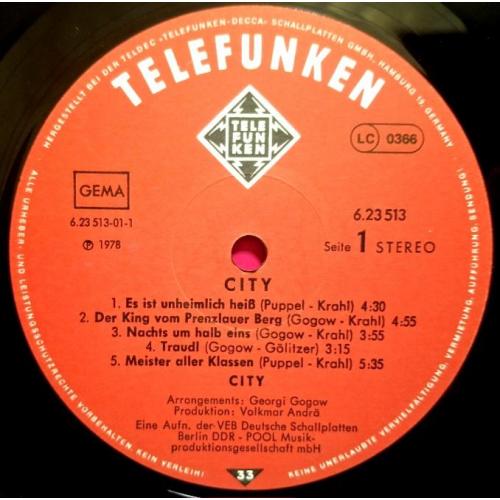 HERGESTELLT BEI DER TELDEC »TELEFUNKEN-DECCA« SCHALLPLATTEN GMBH, HAMBURG 19, GERMANY
TELEFUNKEN
TELE
FUN
KEN
LC 0366
GEMA
6.23 513-01-1
Ⓟ 1978
6.23 513
Seite 1 STEREO
CITY
1. Es ist unheimlich heiß (Puppel - Krahl) 4:30
2. Der King vom Prenzlauer Berg (Gogow - Krahl) 4:55
3. Nachts um halb eins (Gogow - Krahl) 3:55
4. Traudl (Gogow - Gölitzer) 3:15
5. Meister aller Klassen (Puppel - Krahl) 5:35
CITY
Arrangements: Georgi Gogow
Produktion: Volkmar Andrä
Eine Aufn. der VEB Deutsche Schallplatten
Berlin DDR - POOL Musik-
produktionsgesellschaft mbH
33
ALLE URHEBER- UND LEISTUNGSSCHUTZRECHTE VORBEHALTEN KEIN VERLEIH!
KEINE UNERLAUBTE VERVIELFÄLTIGUNG, VERMIETUNG, AUFFÜHRUNG, SENDUNG!